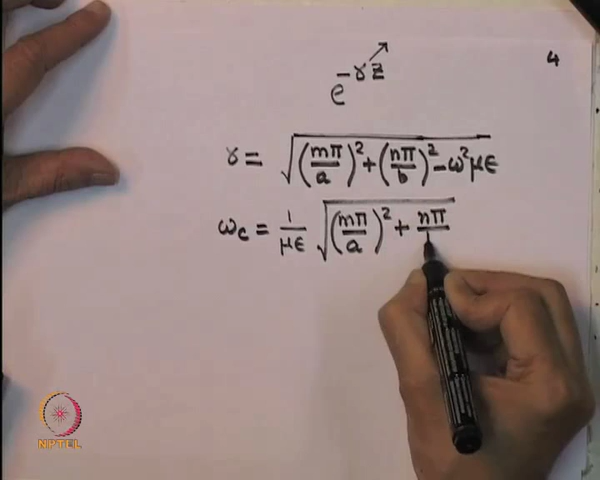 4
e^{-γz}
γ = √((mπ/a)² + (nπ/b)² - ω²με)
ω_c = 1/με √((mπ/a)² + nπ/
NPTEL